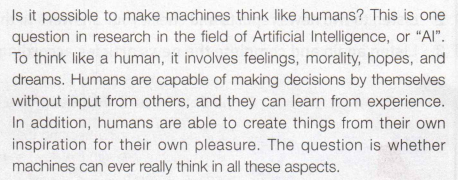 Is it possible to make machines think like humans? This is one
question in research in the field of Artificial Intelligence, or “AI”.
To think like a human, it involves feelings, morality, hopes, and
dreams. Humans are capable of making decisions by themselves
without input from others, and they can learn from experience.
In addition, humans are able to create things from their own
inspiration for their own pleasure. The question is whether
machines can ever really think in all these aspects.